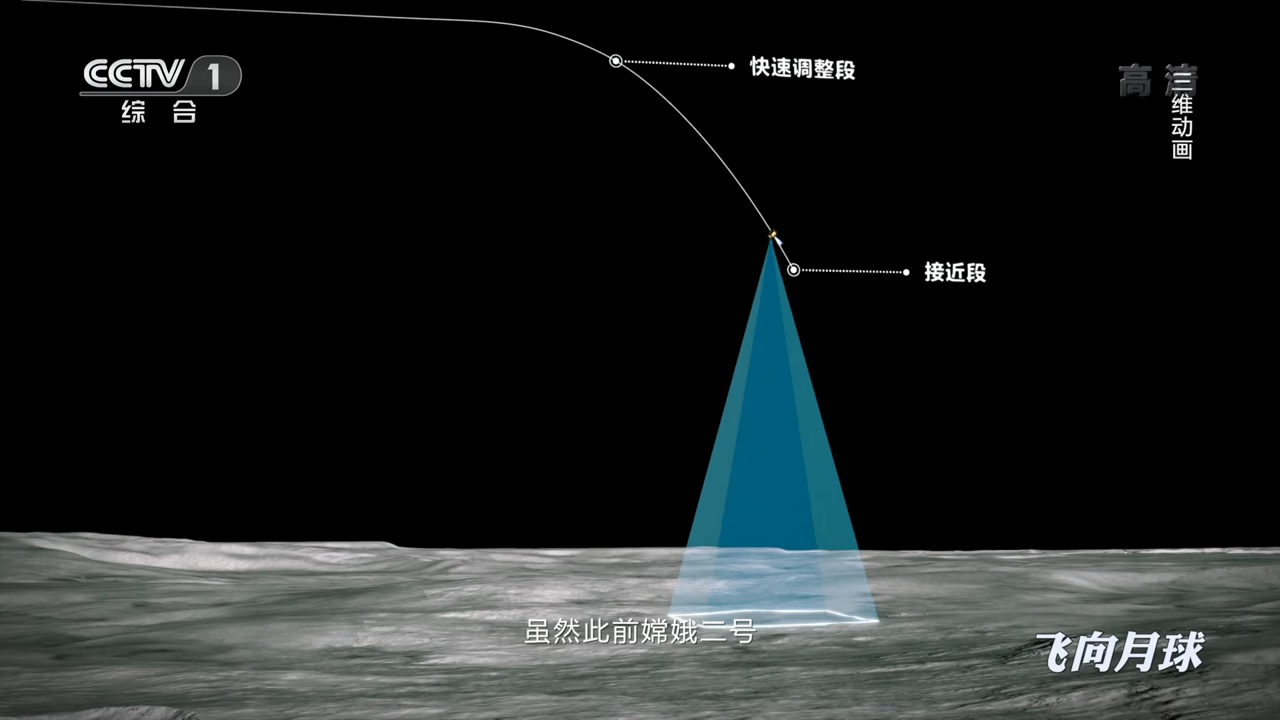 CCTV 1
综 合
快速调整段
高清
三维动画
接近段
虽然此前嫦娥二号
飞向月球